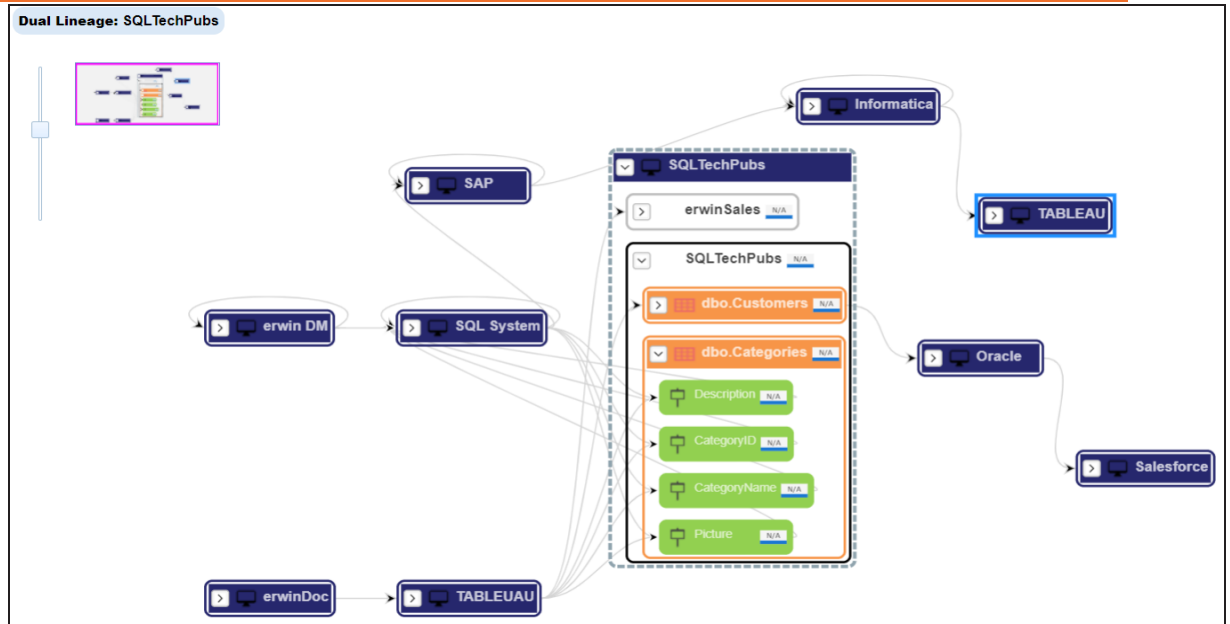 Dual Lineage: SQLTechPubs
Informatica
SQLTechPubs
SAP
erwinSales N/A
TABLEAU
SQLTechPubs N/A
dbo.Customers N/A
erwin DM
SQL System
dbo.Categories N/A
Oracle
Description N/A
CategoryID N/A
Salesforce
CategoryName N/A
Picture N/A
erwinDoc
TABLEUAU